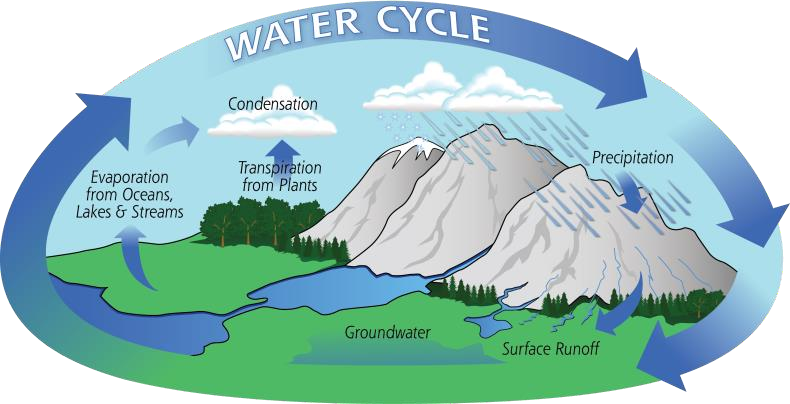 WATER CYCLE
Condensation
Precipitation
Transpiration
from Plants
Evaporation
from Oceans,
Lakes & Streams
Groundwater
Surface Runoff